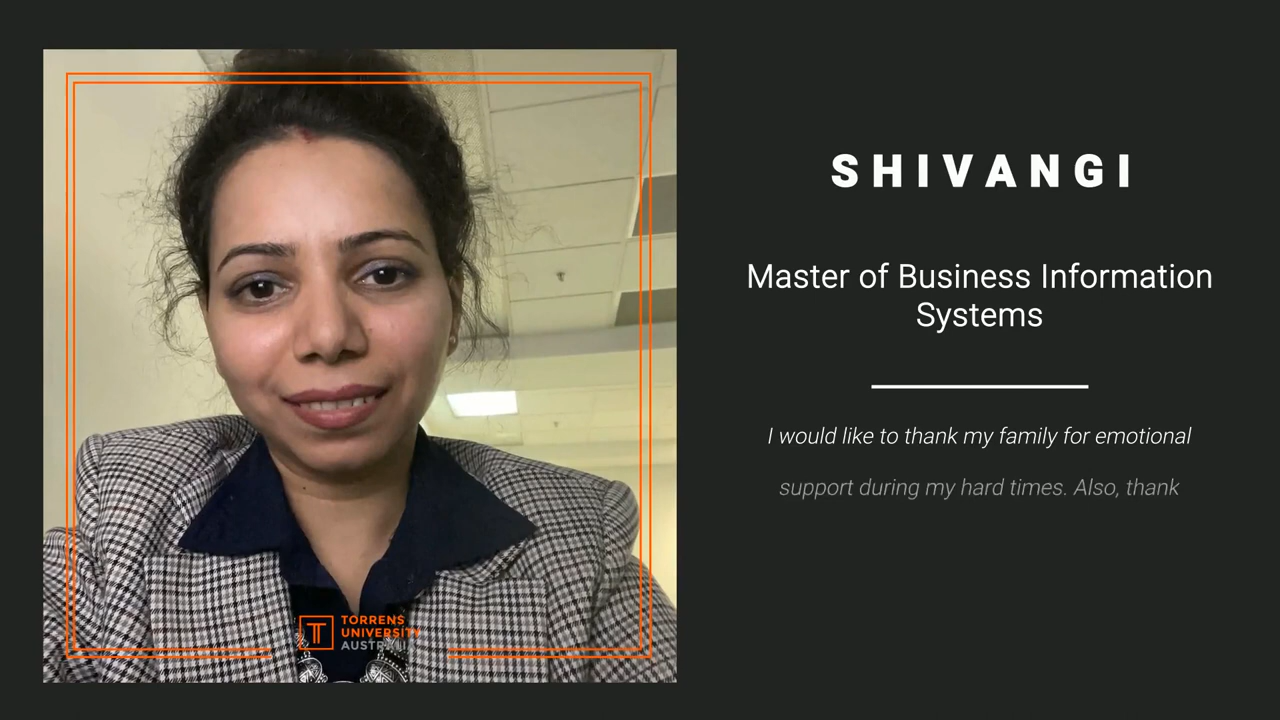 SHIVANGI
Master of Business Information
Systems
I would like to thank my family for emotional
support during my hard times. Also, thank
TORRENS
UNIVERSITY
AUSTRALIA